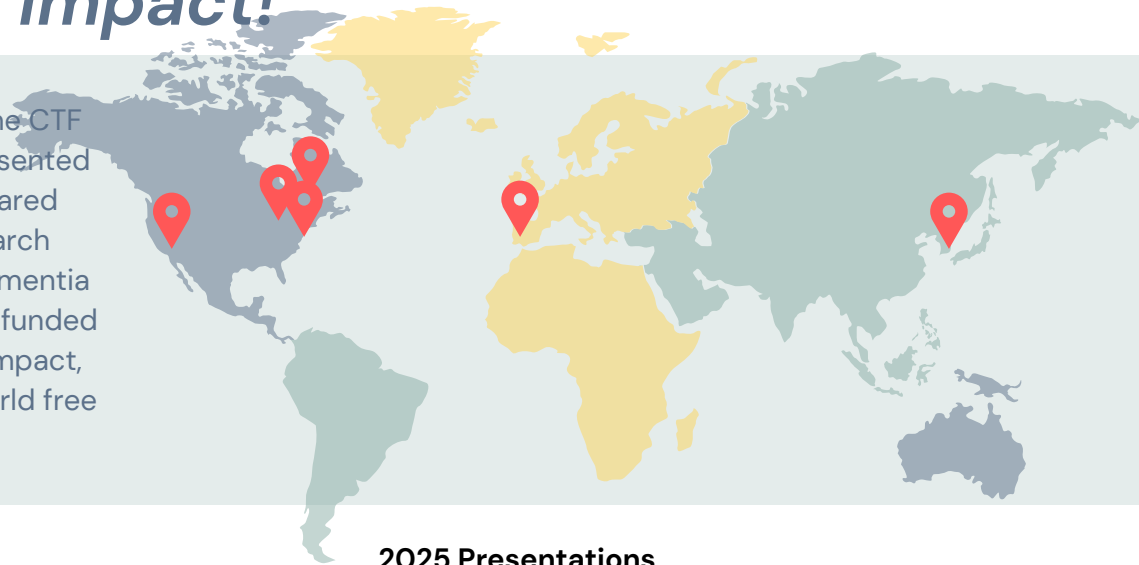 Impact!
he CTF
sented
ared
arch
mentia
funded
mpact,
rld free
2025 Presentations